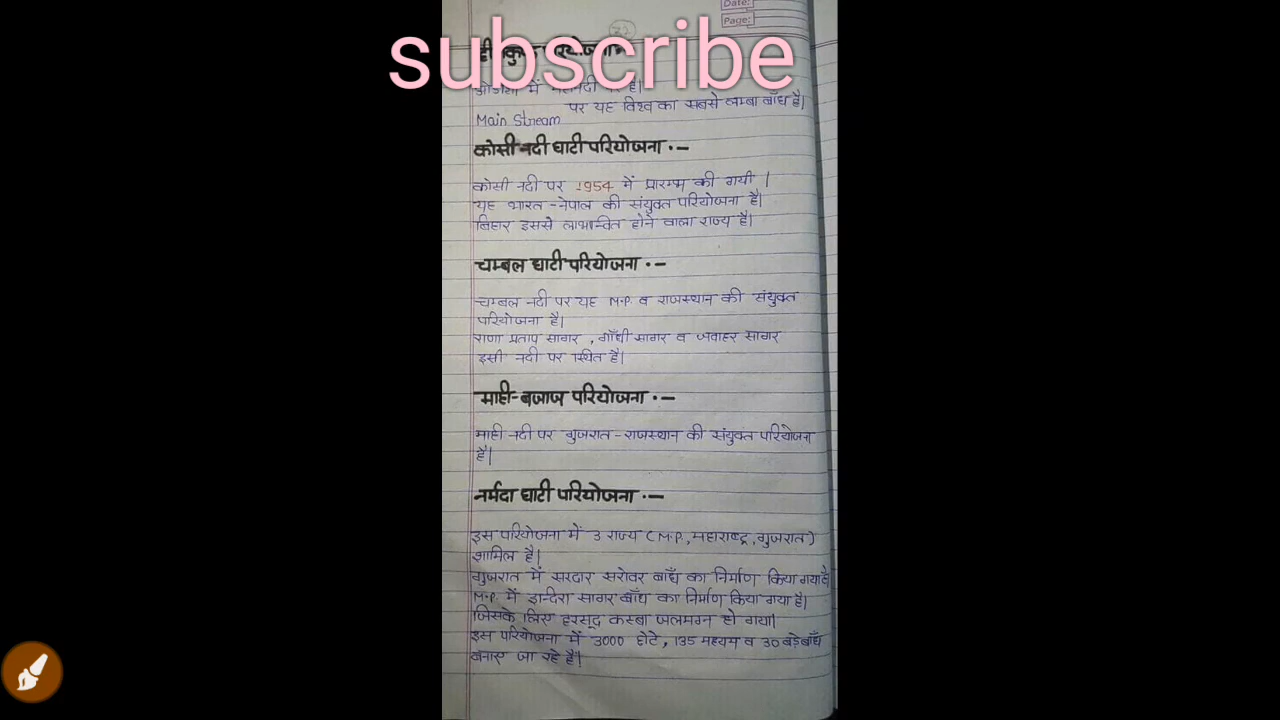 Date:
Page:
72
subscribe
परियोजना
में है।
पर यह विश्व का सबसे लम्बा बाँध है।
Main Stream
कोसी नदी घाटी परियोजना :-
कोसी नदी पर 1954 में प्रारम्भ की गयी |
यह भारत -नेपाल की संयुक्त परियोजना है|
बिहार इससे लाभान्वित होने वाला राज्य है|
चम्बल घाटी परियोजना :-
चम्बल नदी पर यह M.P. व राजस्थान की संयुक्त
परियोजना है|
राणा प्रताप सागर , गाँधी सागर व जवाहर सागर
इसी नदी पर स्थित है|
माही-बजाज परियोजना :-
माही नदी पर गुजरात - राजस्थान की संयुक्त परियोजना
है|
नर्मदा घाटी परियोजना :-
इस परियोजना में 3 राज्य (M.P., महाराष्ट्र, गुजरात)
शामिल है|
गुजरात में सरदार सरोवर बाँध का निर्माण किया गया है
M.P. में इन्दिरा सागर बाँध का निर्माण किया गया है|
जिसके लिए हरसूद कस्बा जलमग्न हो गया|
इस परियोजना में 3000 छोटे, 135 मध्यम व 30 बड़े बाँध
बनाए जा रहे है|